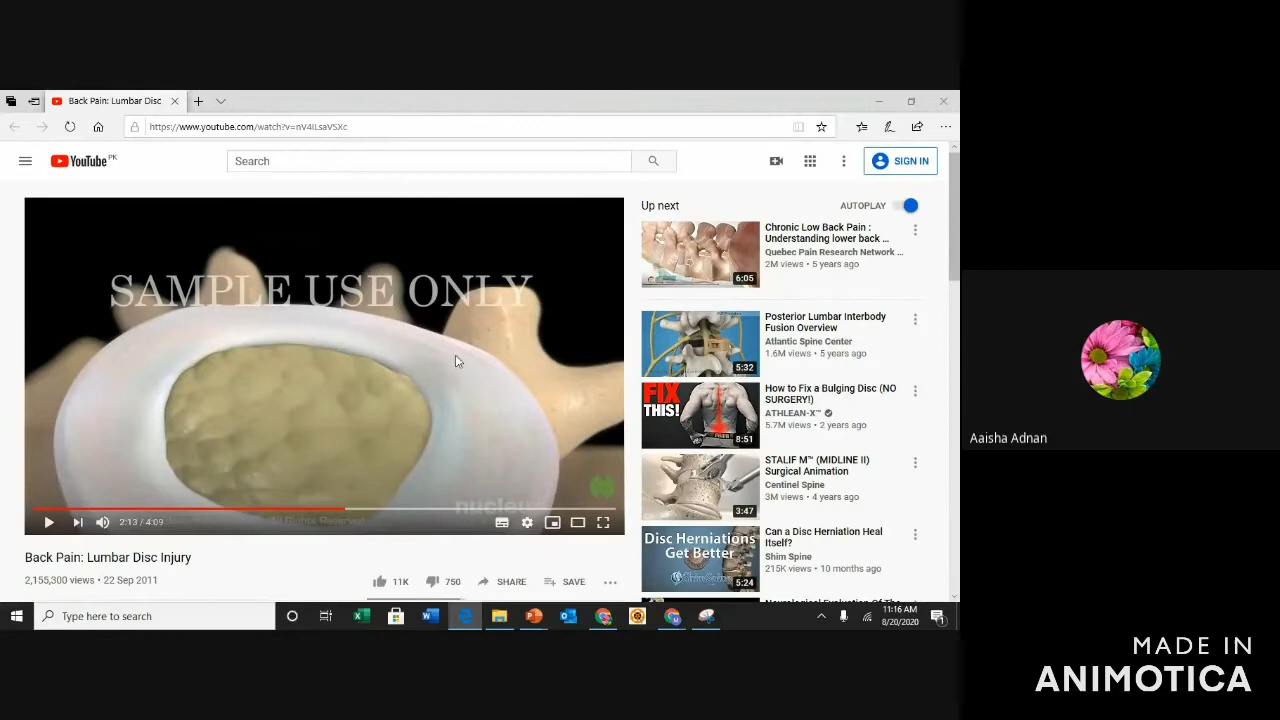 Back Pain: Lumbar Disc
https://www.youtube.com/watch?v=nV4ILsaVSXc
YouTube PK
Search
SIGN IN
SAMPLE USE ONLY
nucleu
All Rights Reserved
2:13 / 4:09
Back Pain: Lumbar Disc Injury
2,155,300 views • 22 Sep 2011
11K
750
SHARE
SAVE
Up next
AUTOPLAY
Chronic Low Back Pain :
Understanding lower back ...
Quebec Pain Research Network ...
2M views • 5 years ago
6:05
Posterior Lumbar Interbody
Fusion Overview
Atlantic Spine Center
1.6M views • 5 years ago
5:32
FIX
THIS!
How to Fix a Bulging Disc (NO
SURGERY!)
ATHLEAN-X™
5.7M views • 2 years ago
8:51
STALIF M™ (MIDLINE II)
Surgical Animation
Centinel Spine
3M views • 4 years ago
3:47
Disc Herniations
Get Better
Can a Disc Herniation Heal
Itself?
Shim Spine
215K views • 10 months ago
5:24
Type here to search
11:16 AM
8/20/2020
1
Aaisha Adnan
MADE IN
ANIMOTICA